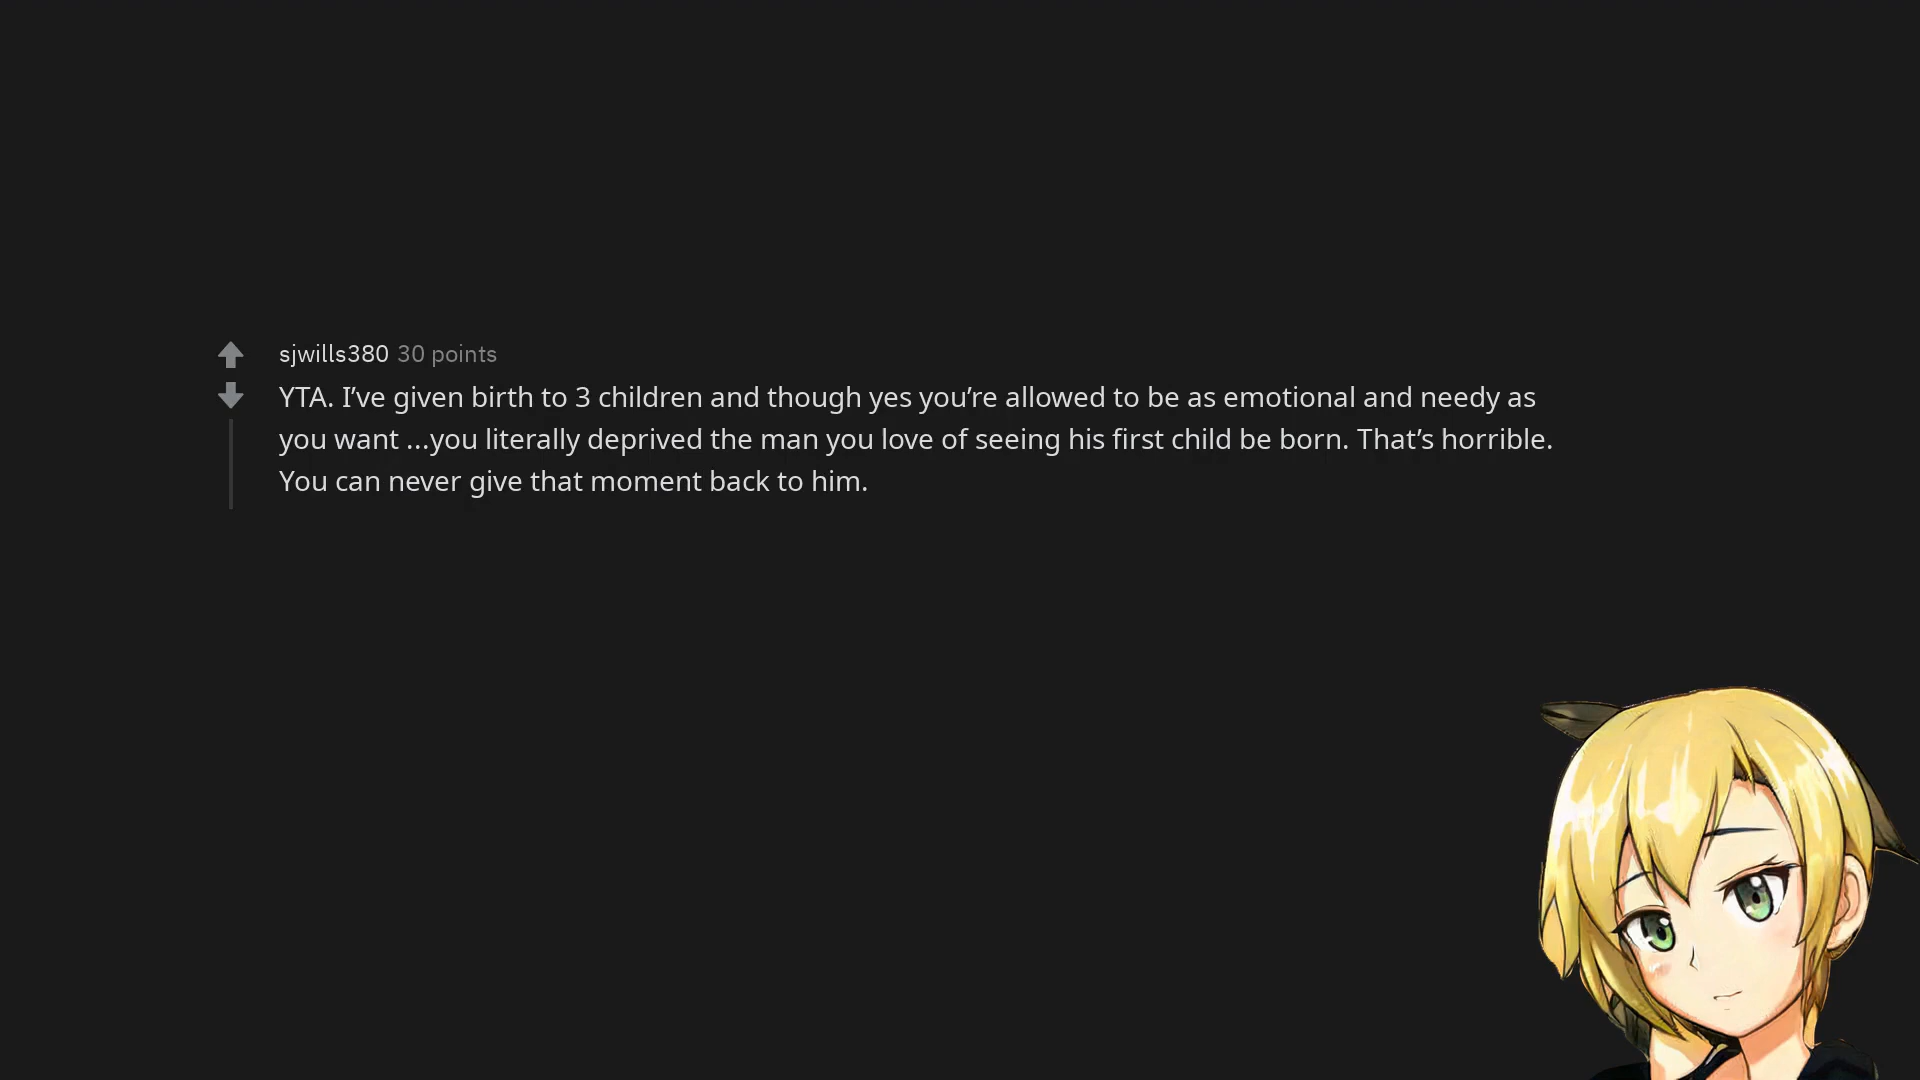 sjwills380 30 points
YTA. I’ve given birth to 3 children and though yes you’re allowed to be as emotional and needy as
you want ...you literally deprived the man you love of seeing his first child be born. That’s horrible.
You can never give that moment back to him.